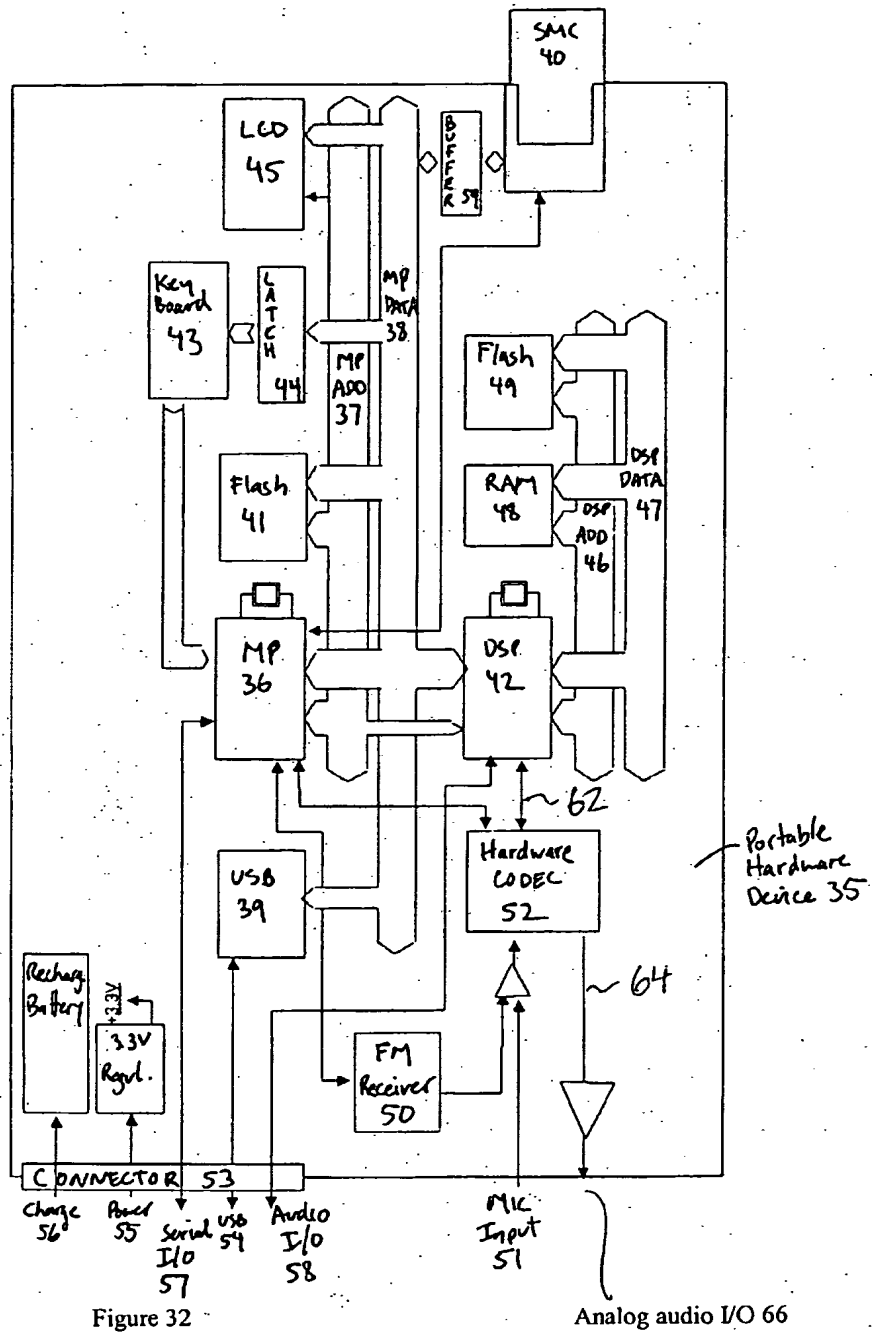 SMC
40
LCD
45
BUFFER
59
Key
Board
43
LATCH
44
MP
DATA
38
MP
ADD
37
Flash
49
Flash
41
RAM
48
DSP
DATA
47
DSP
ADD
46
MP
36
DSP
42
62
Hardware
CODEC
52
Portable
Hardware
Device 35
USB
39
64
Recharg.
Battery
+3.3V
3.3V
Regul.
FM
Receiver
50
CONNECTOR 53
Charge
56
Power
55
Serial
I/O
57
USB
54
Audio
I/O
58
MIC
Input
51
Figure 32
Analog audio I/O 66